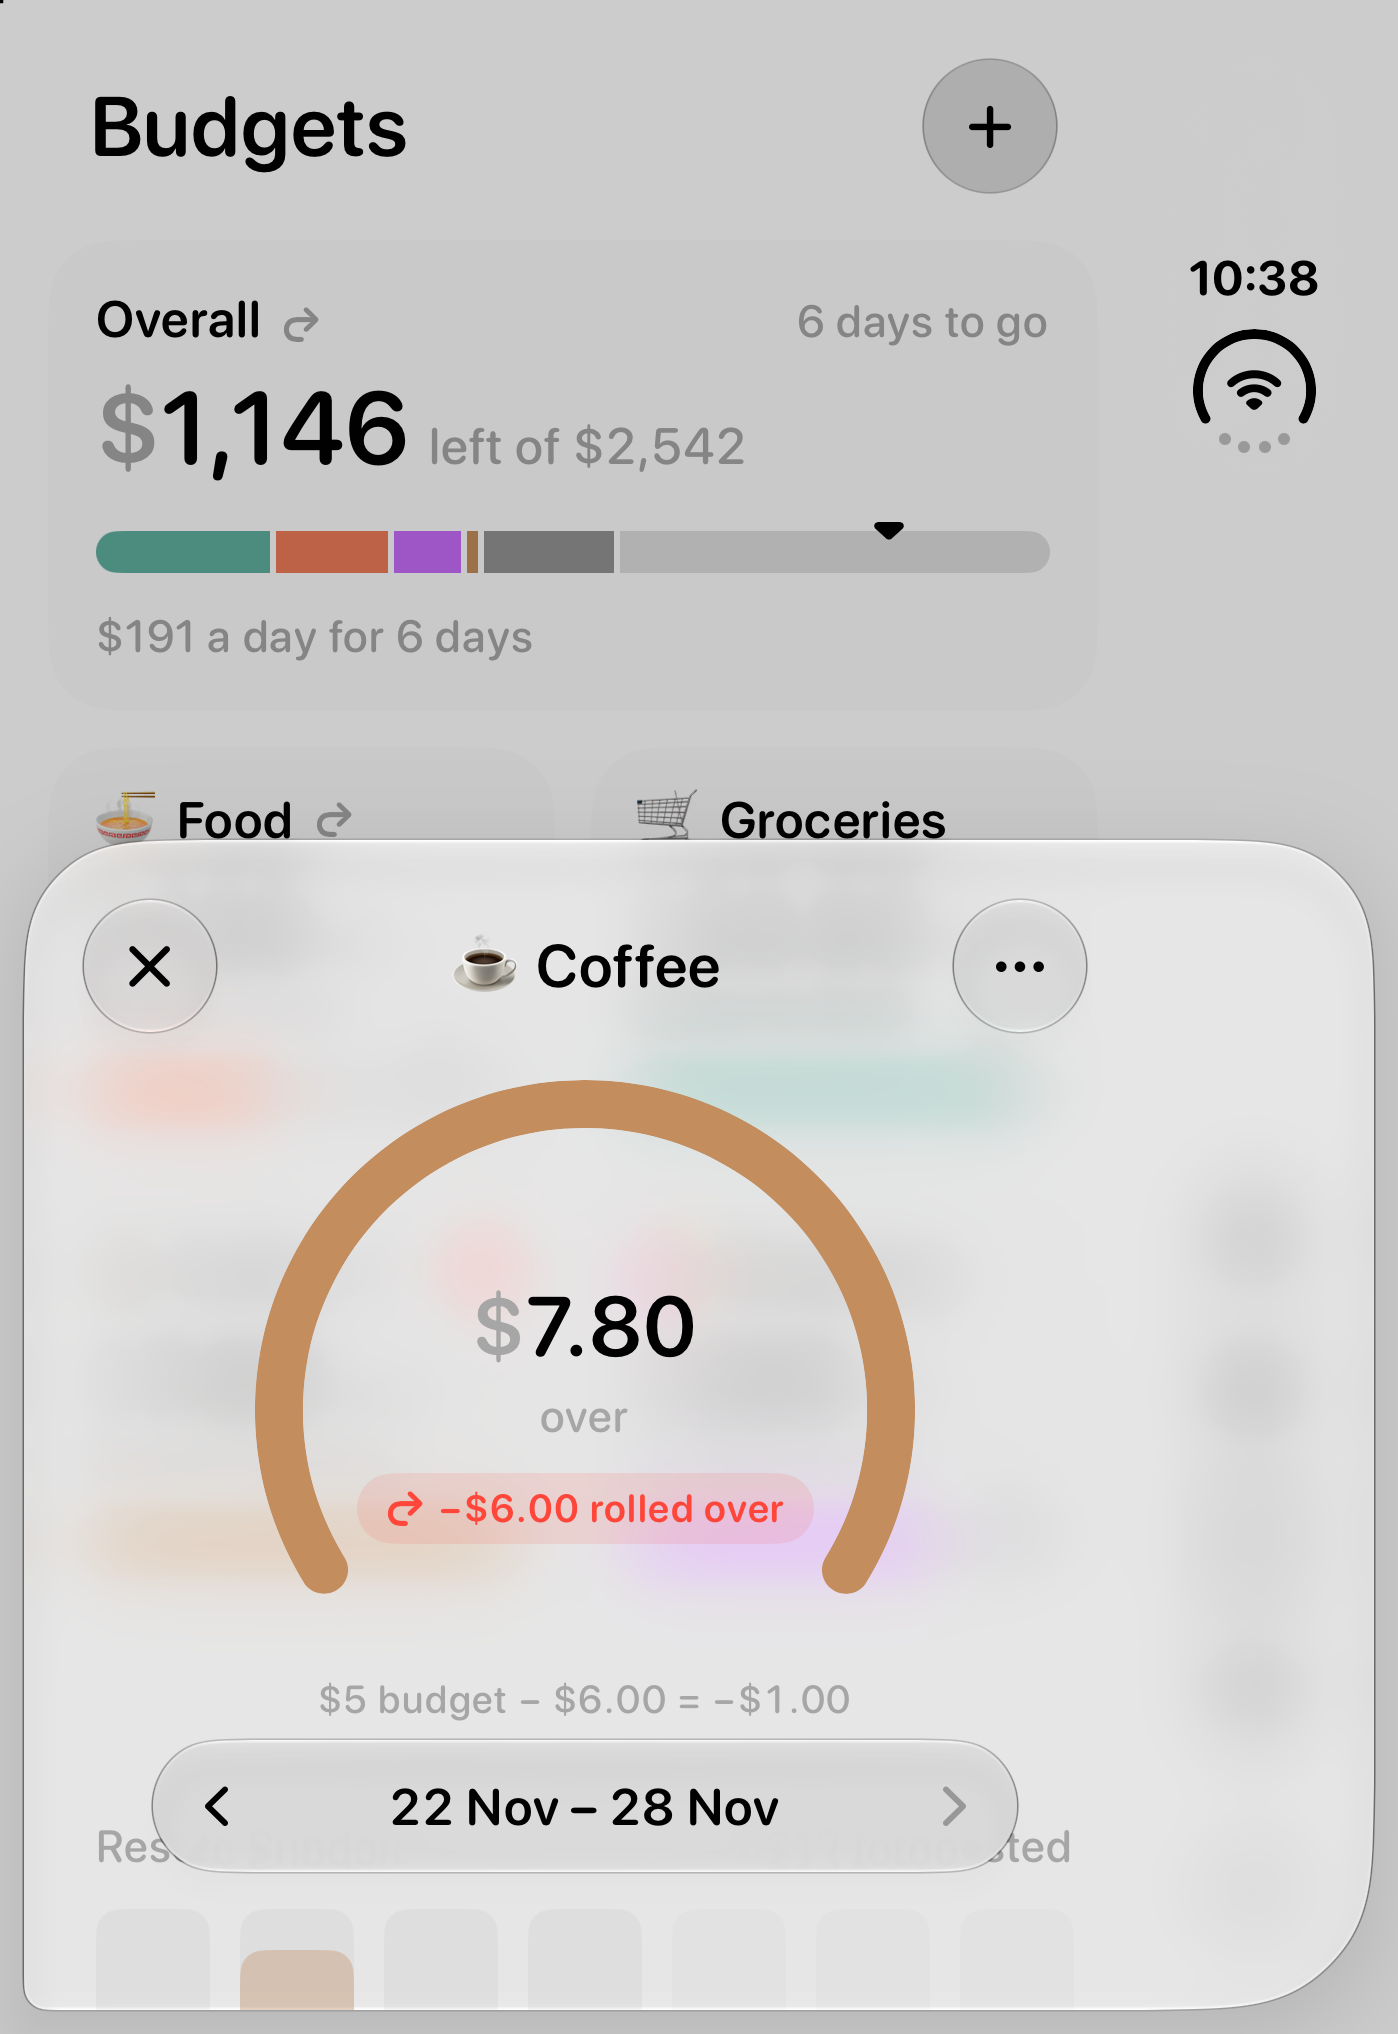 Budgets
10:38
Overall
6 days to go
$1,146 left of $2,542
$191 a day for 6 days
Food
Groceries
Coffee
$7.80
over
−$6.00 rolled over
$5 budget − $6.00 = −$1.00
22 Nov – 28 Nov